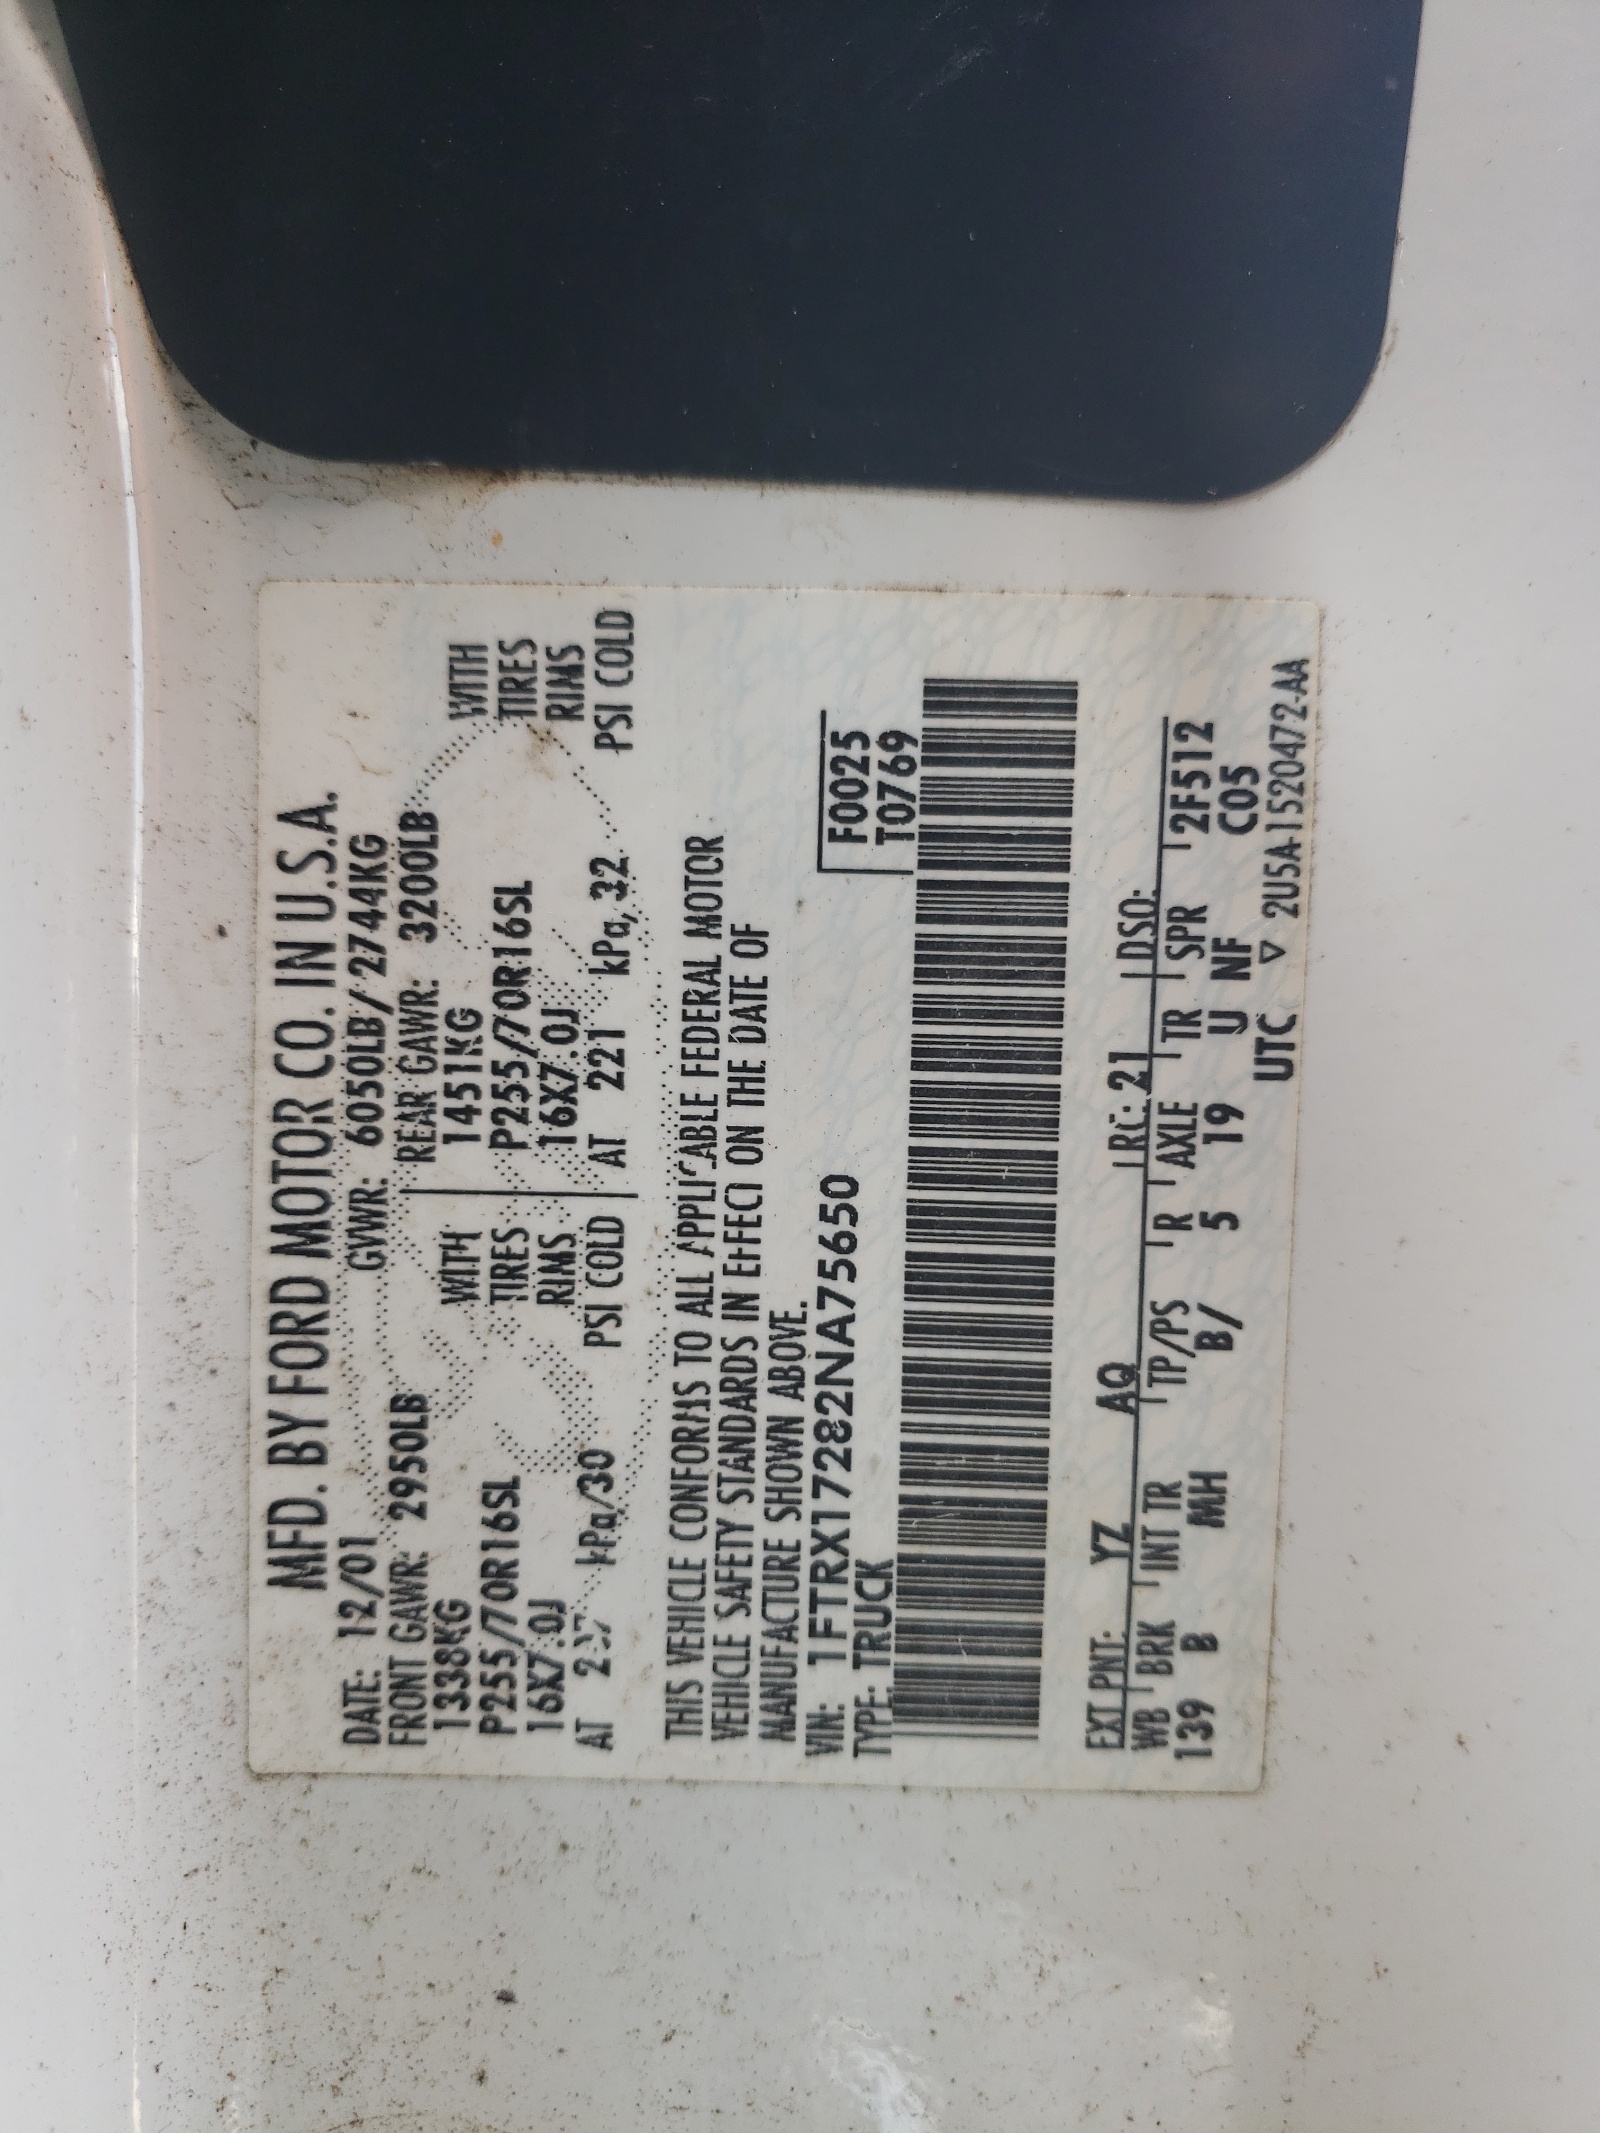 MFD. BY FORD MOTOR CO. IN U.S.A.
DATE: 12/01 GVWR: 6050LB/2744KG
FRONT GAWR: 2950LB REAR GAWR: 3200LB
1338KG WITH 1451KG WITH
P255/70R16SL TIRES P255/70R16SL TIRES
16X7.0J RIMS 16X7.0J RIMS
AT kPa/30 PSI COLD AT 221 kPa/32 PSI COLD
THIS VEHICLE CONFORMS TO ALL APPLICABLE FEDERAL MOTOR
VEHICLE SAFETY STANDARDS IN EFFECT ON THE DATE OF
MANUFACTURE SHOWN ABOVE.
VIN: 1FTRX17282NA75650 F0025
TYPE: TRUCK T0769
EXT PNT: YZ AQ RC: 21 DSO:
WB BRK INT TR TP/PS R AXLE TR SPR 2F512
139 B MH B/ 5 19 U NF C05
UTC ▽ 2U5A-1520472-AA